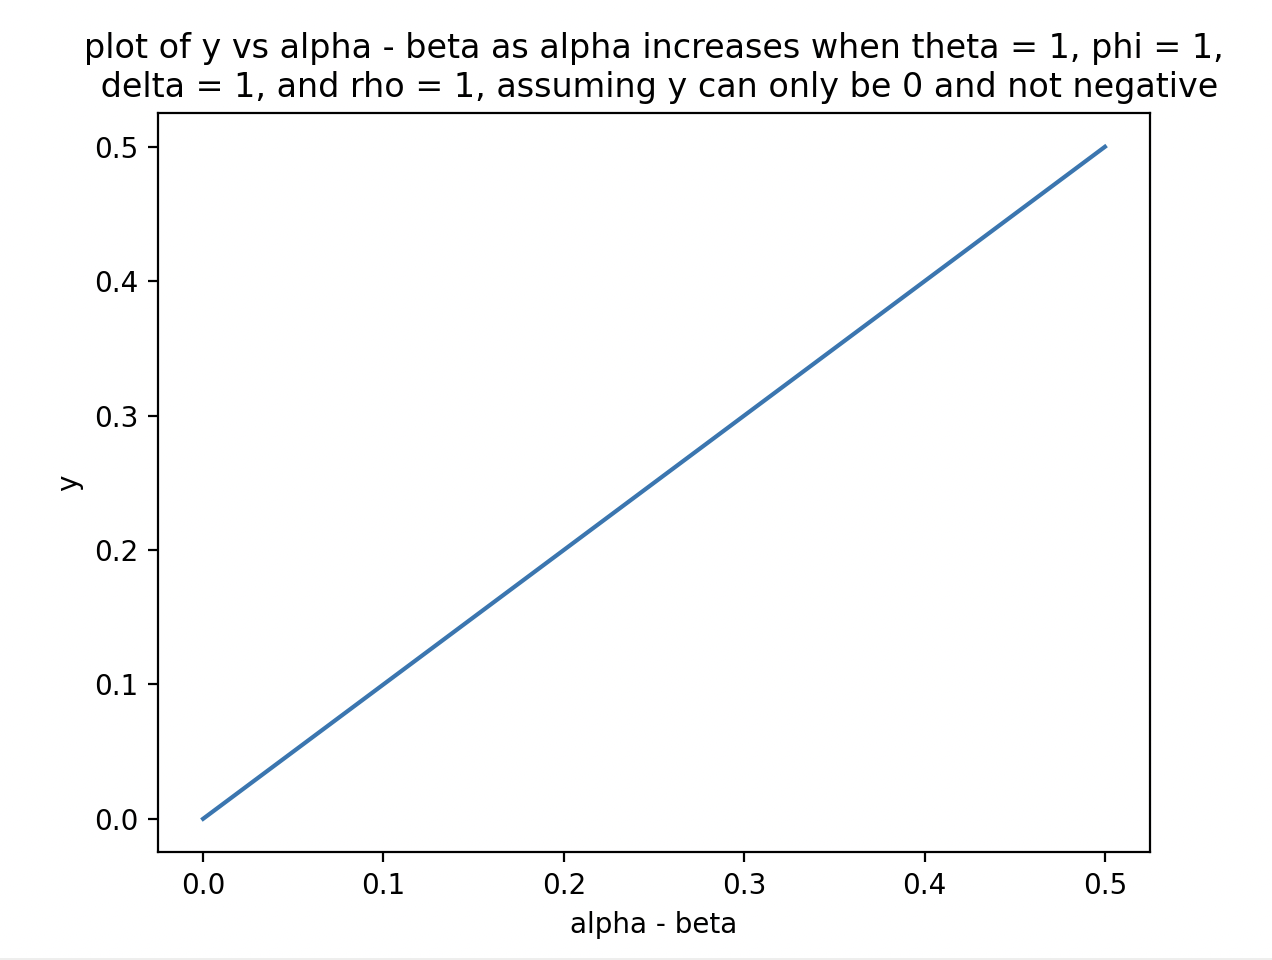 plot of y vs alpha - beta as alpha increases when theta = 1, phi = 1,
delta = 1, and rho = 1, assuming y can only be 0 and not negative
0.5
0.4
0.3
0.2
0.1
0.0
y
0.0 0.1 0.2 0.3 0.4 0.5
alpha - beta